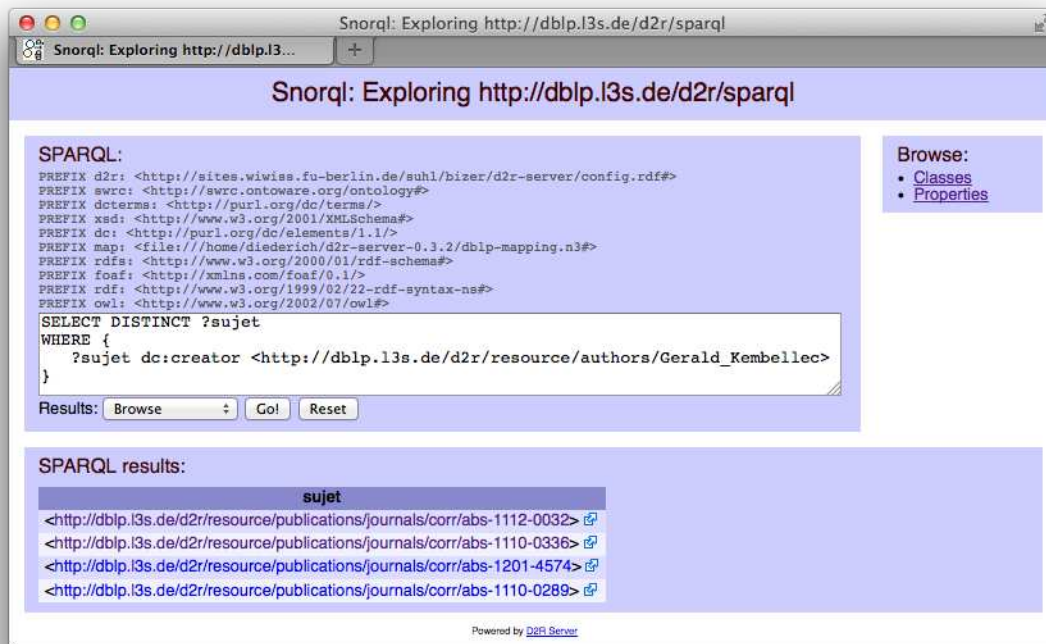 Snorql: Exploring http://dblp.l3s.de/d2r/sparql
Snorql: Exploring http://dblp.l3...
Snorql: Exploring http://dblp.l3s.de/d2r/sparql
SPARQL:
PREFIX d2r: <http://sites.wiwiss.fu-berlin.de/suhl/bizer/d2r-server/config.rdf#>
PREFIX swrc: <http://swrc.ontoware.org/ontology#>
PREFIX dcterms: <http://purl.org/dc/terms/>
PREFIX xsd: <http://www.w3.org/2001/XMLSchema#>
PREFIX dc: <http://purl.org/dc/elements/1.1/>
PREFIX map: <file:///home/diederich/d2r-server-0.3.2/dblp-mapping.n3#>
PREFIX rdfs: <http://www.w3.org/2000/01/rdf-schema#>
PREFIX foaf: <http://xmlns.com/foaf/0.1/>
PREFIX rdf: <http://www.w3.org/1999/02/22-rdf-syntax-ns#>
PREFIX owl: <http://www.w3.org/2002/07/owl#>
SELECT DISTINCT ?sujet
WHERE {
?sujet dc:creator <http://dblp.l3s.de/d2r/resource/authors/Gerald_Kembellec>
}
Results: Browse Go! Reset
Browse:
• Classes
• Properties
SPARQL results:
sujet
<http://dblp.l3s.de/d2r/resource/publications/journals/corr/abs-1112-0032>
<http://dblp.l3s.de/d2r/resource/publications/journals/corr/abs-1110-0336>
<http://dblp.l3s.de/d2r/resource/publications/journals/corr/abs-1201-4574>
<http://dblp.l3s.de/d2r/resource/publications/journals/corr/abs-1110-0289>
Powered by D2R Server